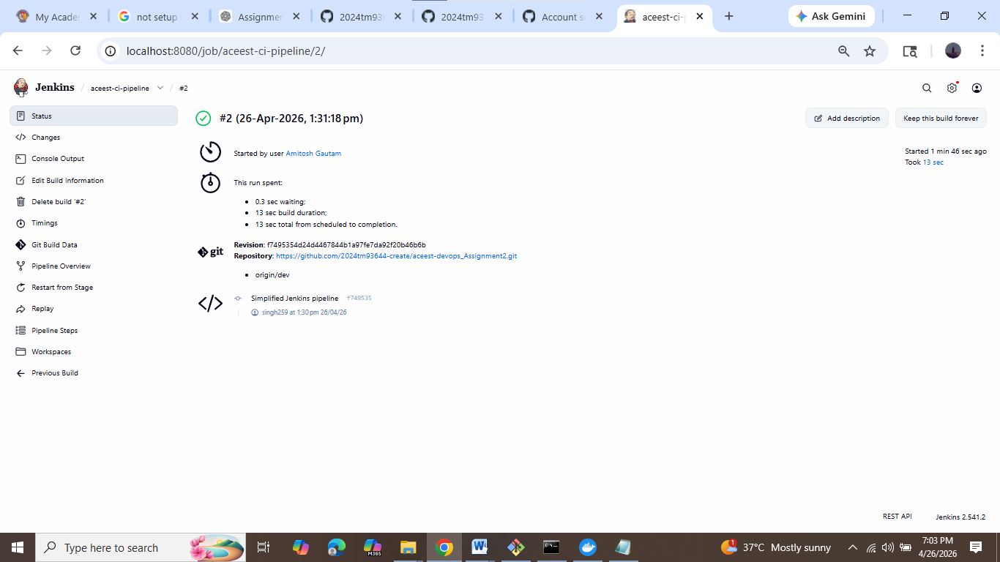 My Acade
not setup
Assignmen
2024tm93
2024tm93
Account s
aceest-ci-p
Ask Gemini
localhost:8080/job/aceest-ci-pipeline/2/
Jenkins / aceest-ci-pipeline / #2
Status
Changes
Console Output
Edit Build Information
Delete build ‘#2’
Timings
Git Build Data
Pipeline Overview
Restart from Stage
Replay
Pipeline Steps
Workspaces
Previous Build
#2 (26-Apr-2026, 1:31:18 pm)
Add description
Keep this build forever
Started by user Amitosh Gautam
Started 1 min 46 sec ago
Took 13 sec
This run spent:
0.3 sec waiting;
13 sec build duration;
13 sec total from scheduled to completion.
git
Revision: f7495354d24d4467844b1a97fe7da92f20b46b6b
Repository: https://github.com/2024tm93644-create/aceest-devops_Assignment2.git
origin/dev
Simplified Jenkins pipeline f749535
singh259 at 1:30 pm 26/04/26
REST API
Jenkins 2.541.2
Type here to search
M365
1
37°C Mostly sunny
7:03 PM
4/26/2026